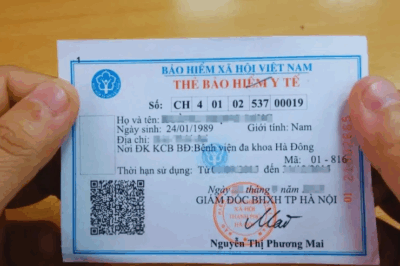 1
BẢO HIỂM XÃ HỘI VIỆT NAM
THẺ BẢO HIỂM Y TẾ
Số: CH 4 01 02 537 00019
Họ và tên:
Ngày sinh: 24/01/1989 Giới tính: Nam
Địa chỉ:
Nơi ĐK KCB BĐ: Bệnh viện đa khoa Hà Đông
Mã: 01 - 816
Thời hạn sử dụng: Từ đến
Ngày tháng năm
GIÁM ĐỐC BHXH TP HÀ NỘI
Nguyễn Thị Phương Mai